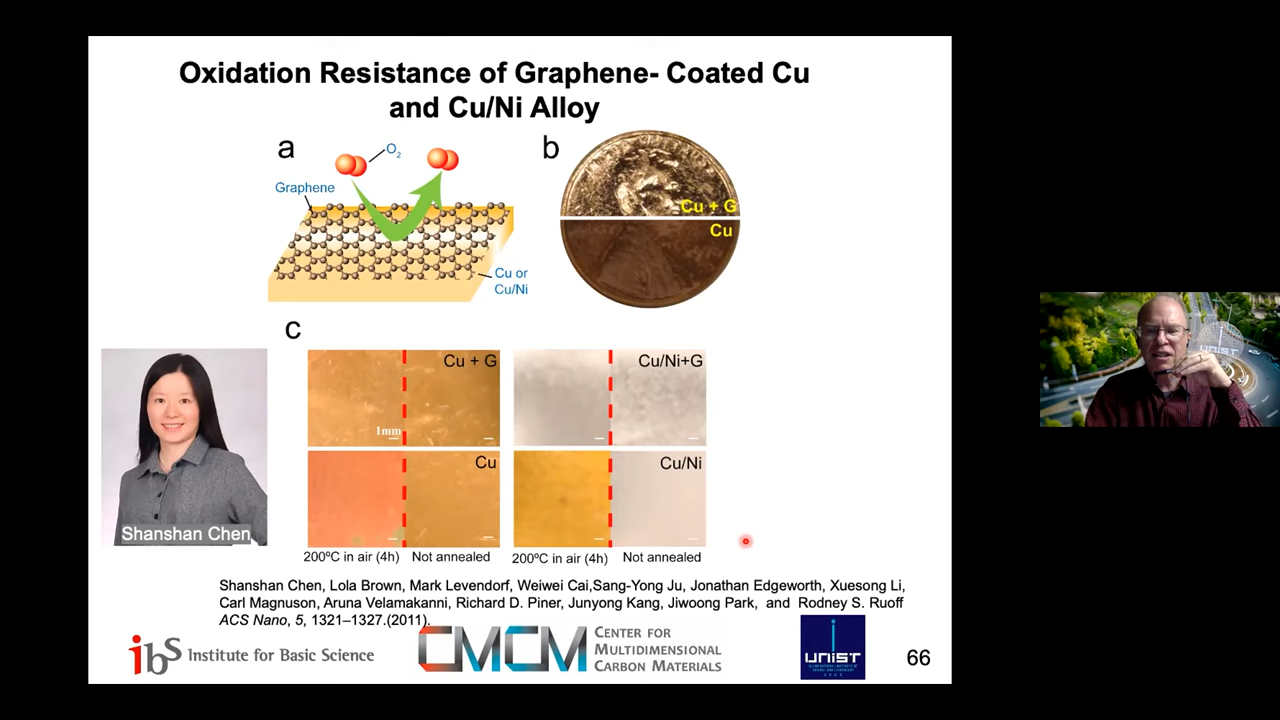 Oxidation Resistance of Graphene- Coated Cu
and Cu/Ni Alloy
a
O2
Graphene
Cu or
Cu/Ni
b
Cu + G
Cu
c
Cu + G
Cu/Ni+G
1mm
Cu
Cu/Ni
200ºC in air (4h)
Not annealed
200ºC in air (4h)
Not annealed
Shanshan Chen
Shanshan Chen, Lola Brown, Mark Levendorf, Weiwei Cai,Sang-Yong Ju, Jonathan Edgeworth, Xuesong Li,
Carl Magnuson, Aruna Velamakanni, Richard D. Piner, Junyong Kang, Jiwoong Park, and Rodney S. Ruoff
ACS Nano, 5, 1321–1327.(2011).
ibS Institute for Basic Science
CMCM
CENTER FOR
MULTIDIMENSIONAL
CARBON MATERIALS
UNIST
66
UNIST